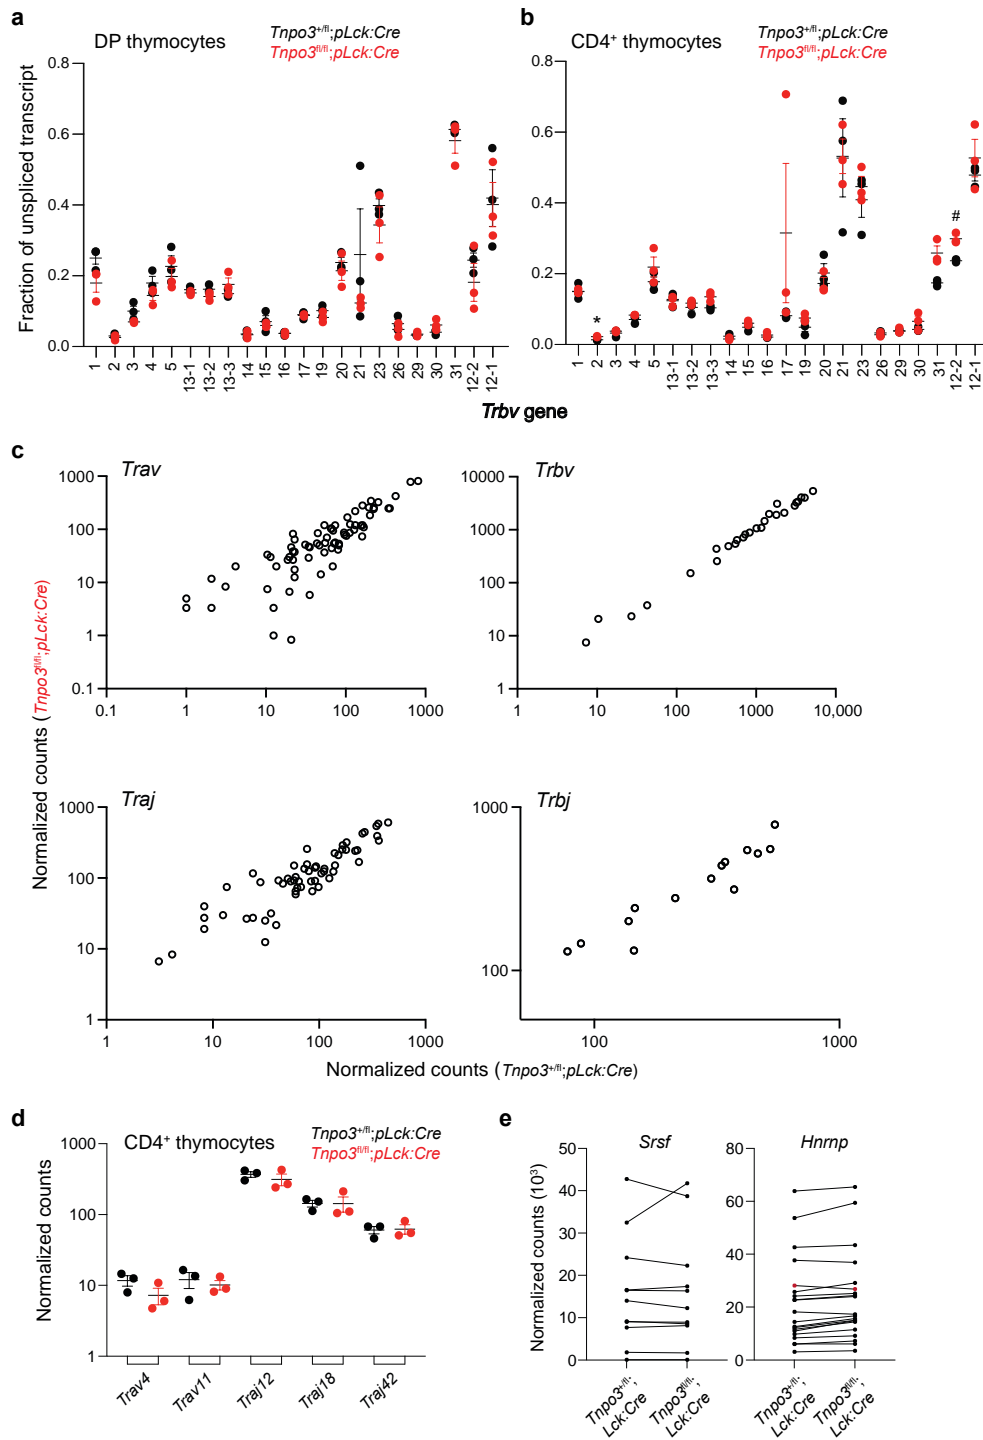 a
DP thymocytes
Tnpo3+/fl;pLck:Cre
Tnpo3fl/fl;pLck:Cre
Fraction of unspliced transcript
0.8
0.6
0.4
0.2
0.0
1 2 3 4 5 13-1 13-2 13-3 14 15 16 17 19 20 21 23 26 29 30 31 12-2 12-1
b
CD4+ thymocytes
Tnpo3+/fl;pLck:Cre
Tnpo3fl/fl;pLck:Cre
0.8
0.6
0.4
0.2
0.0
* #
1 2 3 4 5 13-1 13-2 13-3 14 15 16 17 19 20 21 23 26 29 30 31 12-2 12-1
Trbv gene
c
Normalized counts (Tnpo3fl/fl;pLck:Cre)
Trav
1000
100
10
1
0.1
0.1 1 10 100 1000
Trbv
10000
1000
100
10
1
1 10 100 1000 10,000
Traj
1000
100
10
1
1 10 100 1000
Trbj
1000
100
100 1000
Normalized counts (Tnpo3+/fl;pLck:Cre)
d
CD4+ thymocytes
Tnpo3+/fl;pLck:Cre
Tnpo3fl/fl;pLck:Cre
Normalized counts
1000
100
10
1
Trav4 Trav11 Traj12 Traj18 Traj42
e
Normalized counts (103)
Srsf
50
40
30
20
10
0
Tnpo3+/fl;
Lck:Cre
Tnpo3fl/fl;
Lck:Cre
Hnrnp
80
60
40
20
0
Tnpo3+/fl;
Lck:Cre
Tnpo3fl/fl;
Lck:Cre